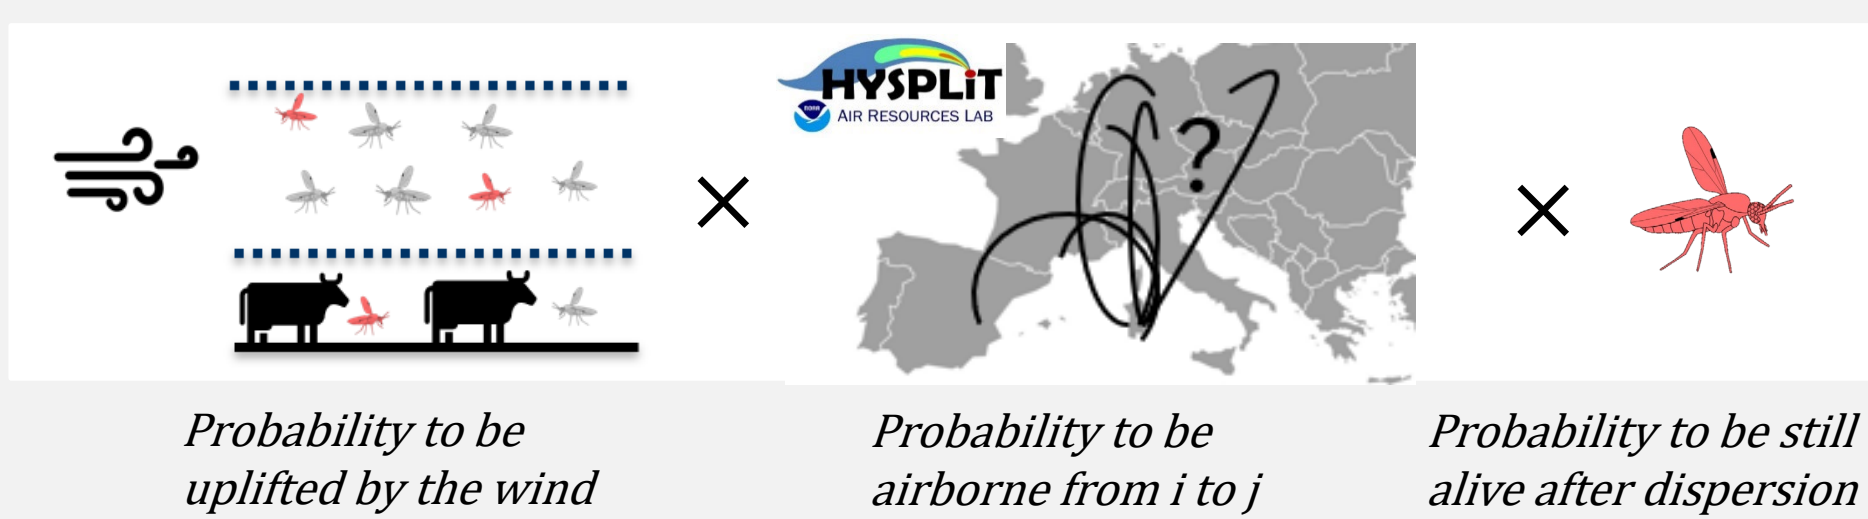 HYSPLiT
noaa
AIR RESOURCES LAB
?
×
×
Probability to be
uplifted by the wind
Probability to be
airborne from i to j
Probability to be still
alive after dispersion